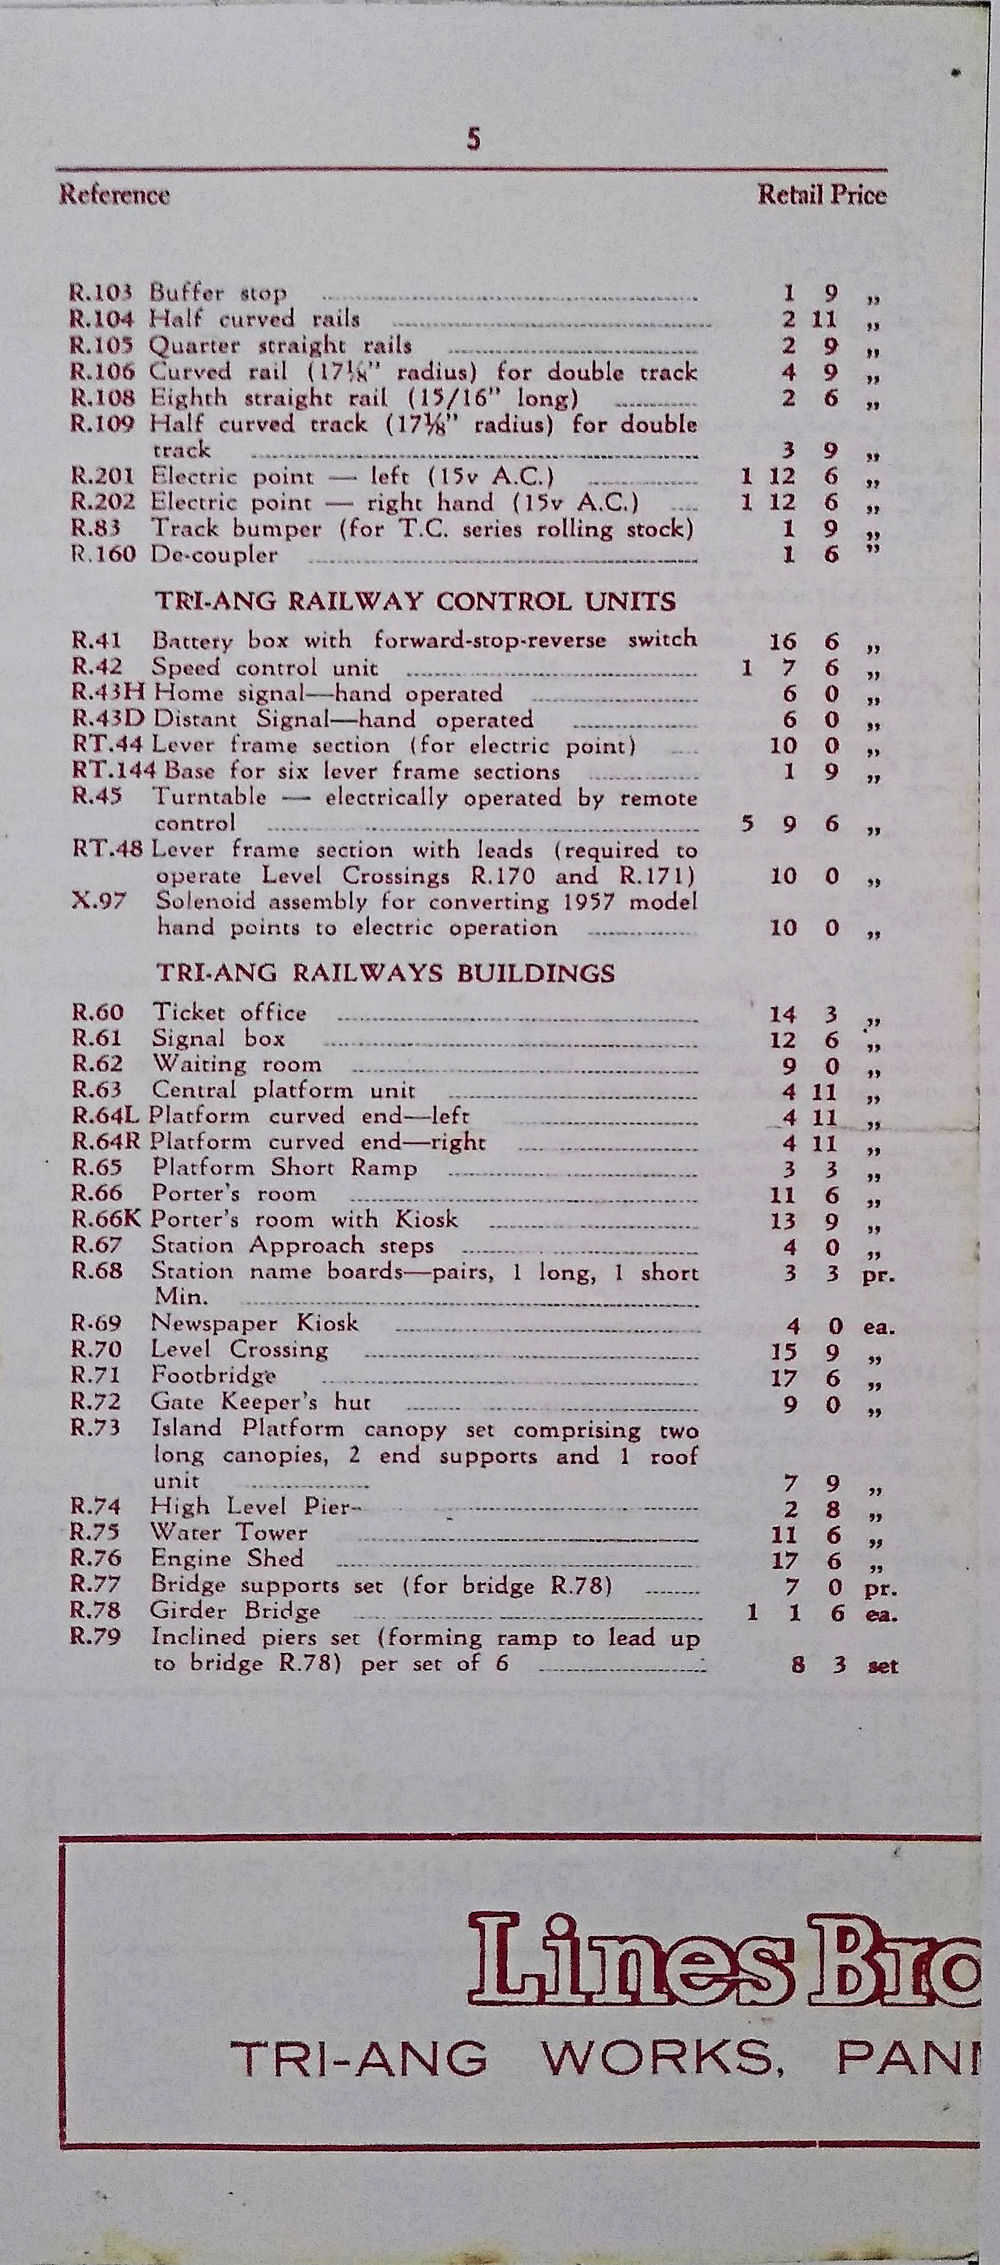 5
Reference Retail Price
R.103 Buffer stop 1 9 ,,
R.104 Half curved rails 2 11 ,,
R.105 Quarter straight rails 2 9 ,,
R.106 Curved rail (17⅛" radius) for double track 4 9 ,,
R.108 Eighth straight rail (15/16" long) 2 6 ,,
R.109 Half curved track (17⅛" radius) for double
track 3 9 ,,
R.201 Electric point — left (15v A.C.) 1 12 6 ,,
R.202 Electric point — right hand (15v A.C.) 1 12 6 ,,
R.83 Track bumper (for T.C. series rolling stock) 1 9 ,,
R.160 De-coupler 1 6 ,,
TRI-ANG RAILWAY CONTROL UNITS
R.41 Battery box with forward-stop-reverse switch 16 6 ,,
R.42 Speed control unit 1 7 6 ,,
R.43H Home signal—hand operated 6 0 ,,
R.43D Distant Signal—hand operated 6 0 ,,
RT.44 Lever frame section (for electric point) 10 0 ,,
RT.144 Base for six lever frame sections 1 9 ,,
R.45 Turntable — electrically operated by remote
control 5 9 6 ,,
RT.48 Lever frame section with leads (required to
operate Level Crossings R.170 and R.171) 10 0 ,,
X.97 Solenoid assembly for converting 1957 model
hand points to electric operation 10 0 ,,
TRI-ANG RAILWAYS BUILDINGS
R.60 Ticket office 14 3 ,,
R.61 Signal box 12 6 ,,
R.62 Waiting room 9 0 ,,
R.63 Central platform unit 4 11 ,,
R.64L Platform curved end—left 4 11 ,,
R.64R Platform curved end—right 4 11 ,,
R.65 Platform Short Ramp 3 3 ,,
R.66 Porter's room 11 6 ,,
R.66K Porter's room with Kiosk 13 9 ,,
R.67 Station Approach steps 4 0 ,,
R.68 Station name boards—pairs, 1 long, 1 short 3 3 pr.
Min.
R-69 Newspaper Kiosk 4 0 ea.
R.70 Level Crossing 15 9 ,,
R.71 Footbridge 17 6 ,,
R.72 Gate Keeper's hut 9 0 ,,
R.73 Island Platform canopy set comprising two
long canopies, 2 end supports and 1 roof
unit 7 9 ,,
R.74 High Level Pier- 2 8 ,,
R.75 Water Tower 11 6 ,,
R.76 Engine Shed 17 6 ,,
R.77 Bridge supports set (for bridge R.78) 7 0 pr.
R.78 Girder Bridge 1 1 6 ea.
R.79 Inclined piers set (forming ramp to lead up
to bridge R.78) per set of 6 8 3 set
Lines Bro
TRI-ANG WORKS, PAN